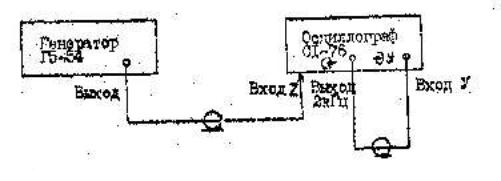 Генератор
Г5-54
Выход
Осциллограф
С1-76
Вход Z
Выход
2кГц
Вход У